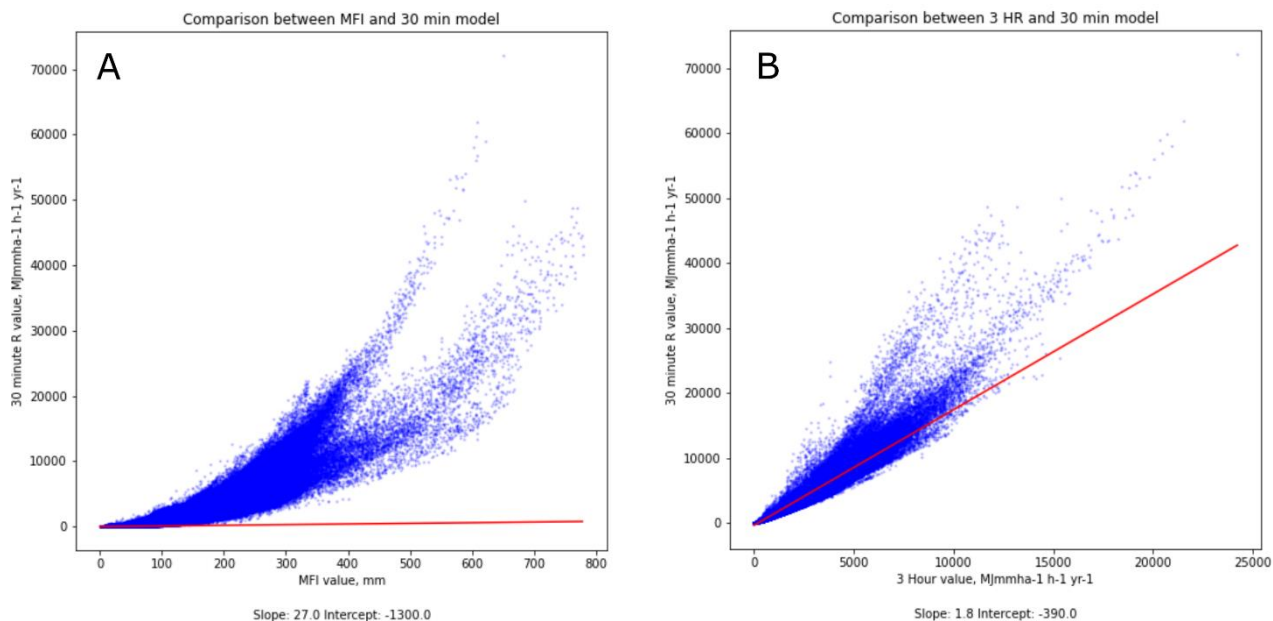 Comparison between MFI and 30 min model
A
70000
60000
50000
40000
30000
20000
10000
0
30 minute R value, MJmmha-1 h-1 yr-1
0 100 200 300 400 500 600 700 800
MFI value, mm
Slope: 27.0 Intercept: -1300.0
Comparison between 3 HR and 30 min model
B
70000
60000
50000
40000
30000
20000
10000
0
30 minute R value, MJmmha-1 h-1 yr-1
0 5000 10000 15000 20000 25000
3 Hour value, MJmmha-1 h-1 yr-1
Slope: 1.8 Intercept: -390.0